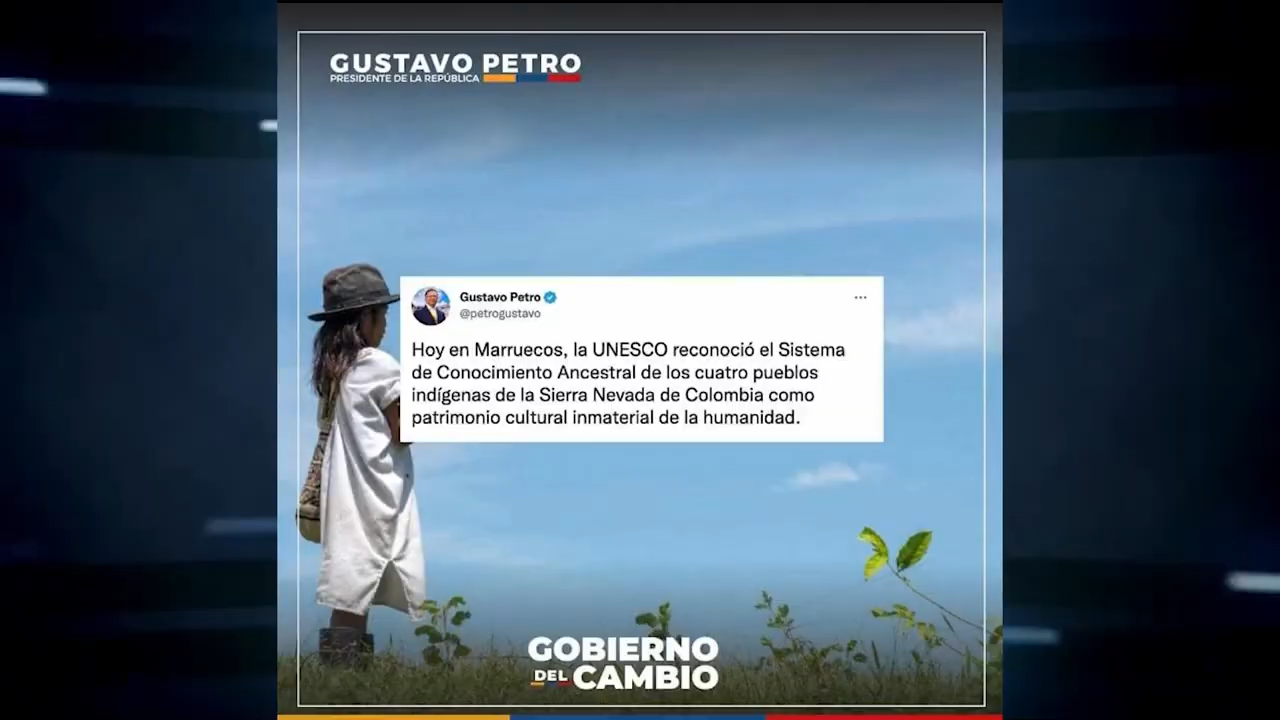 GUSTAVO PETRO
PRESIDENTE DE LA REPÚBLICA
Gustavo Petro
@petrogustavo
Hoy en Marruecos, la UNESCO reconoció el Sistema
de Conocimiento Ancestral de los cuatro pueblos
indígenas de la Sierra Nevada de Colombia como
patrimonio cultural inmaterial de la humanidad.
GOBIERNO
DEL CAMBIO